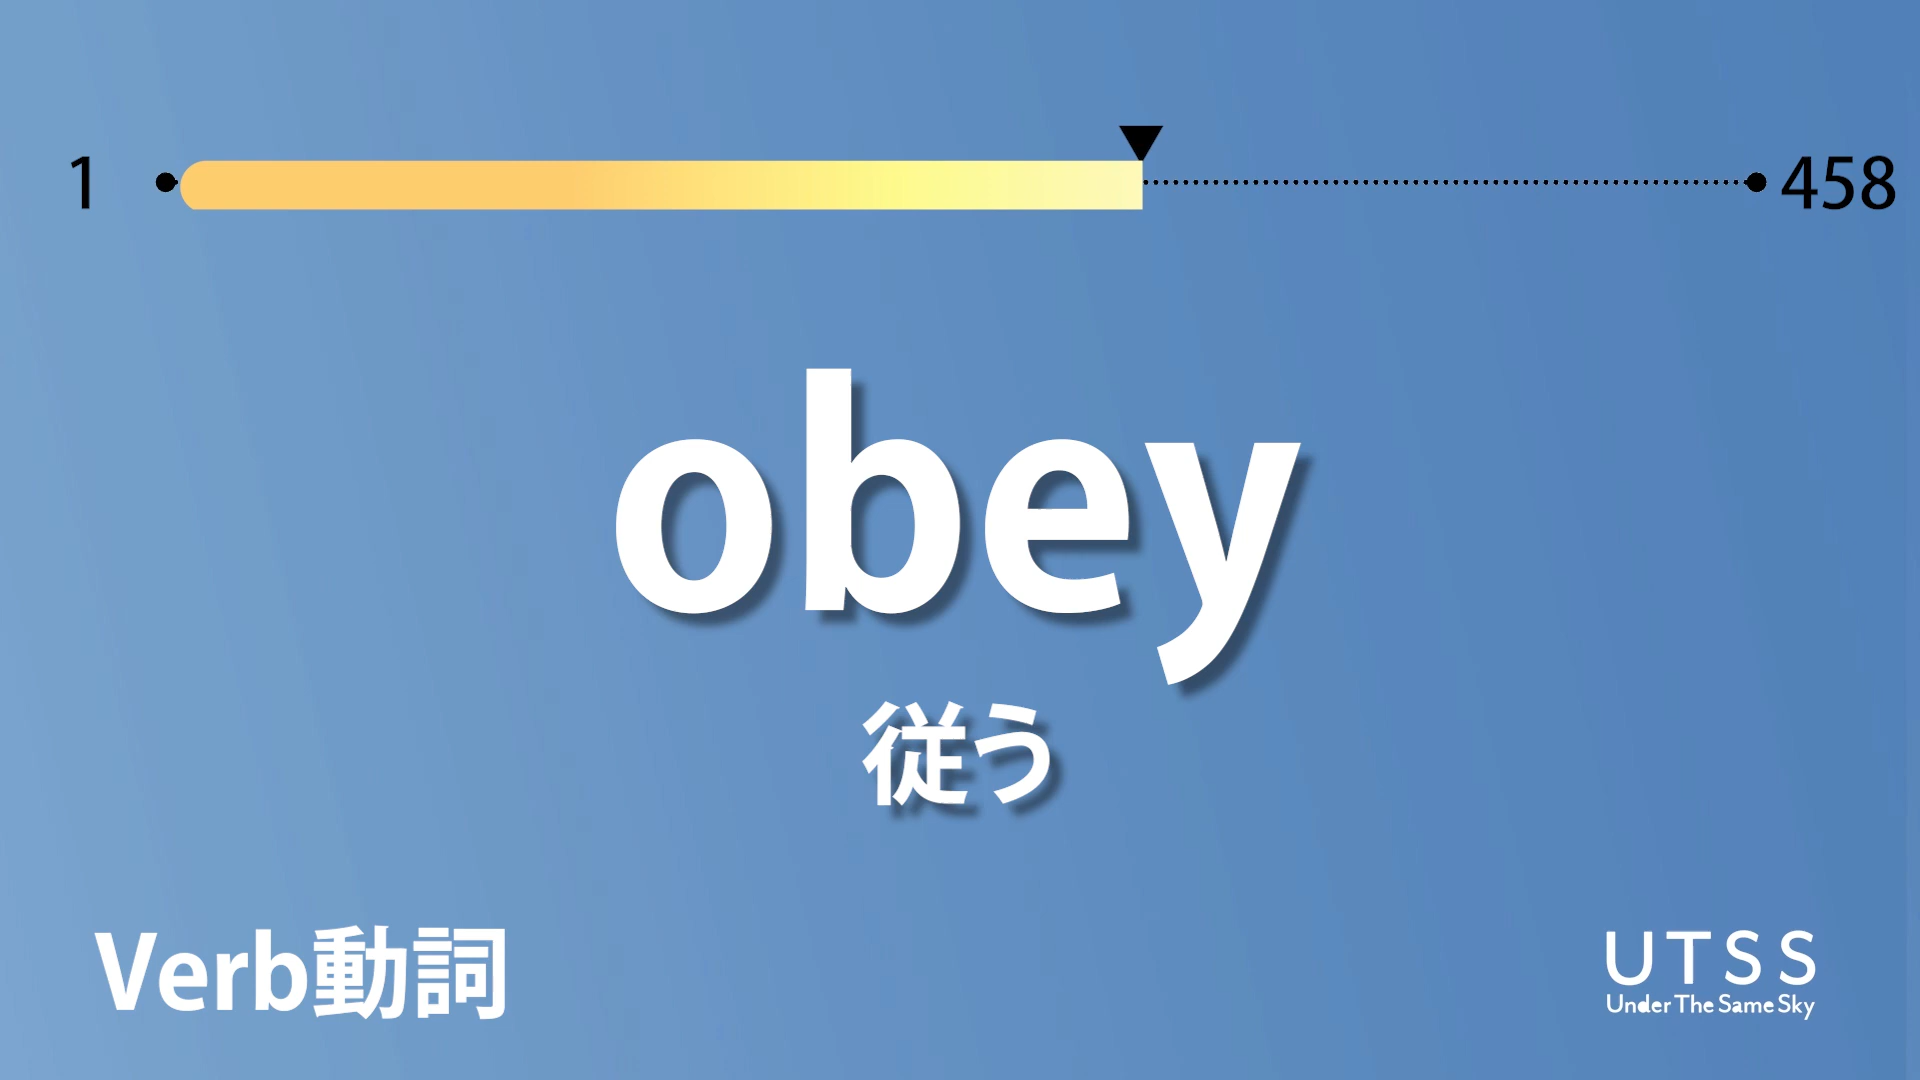 1
458
obey
従う
Verb動詞
UTSS
Under The Same Sky